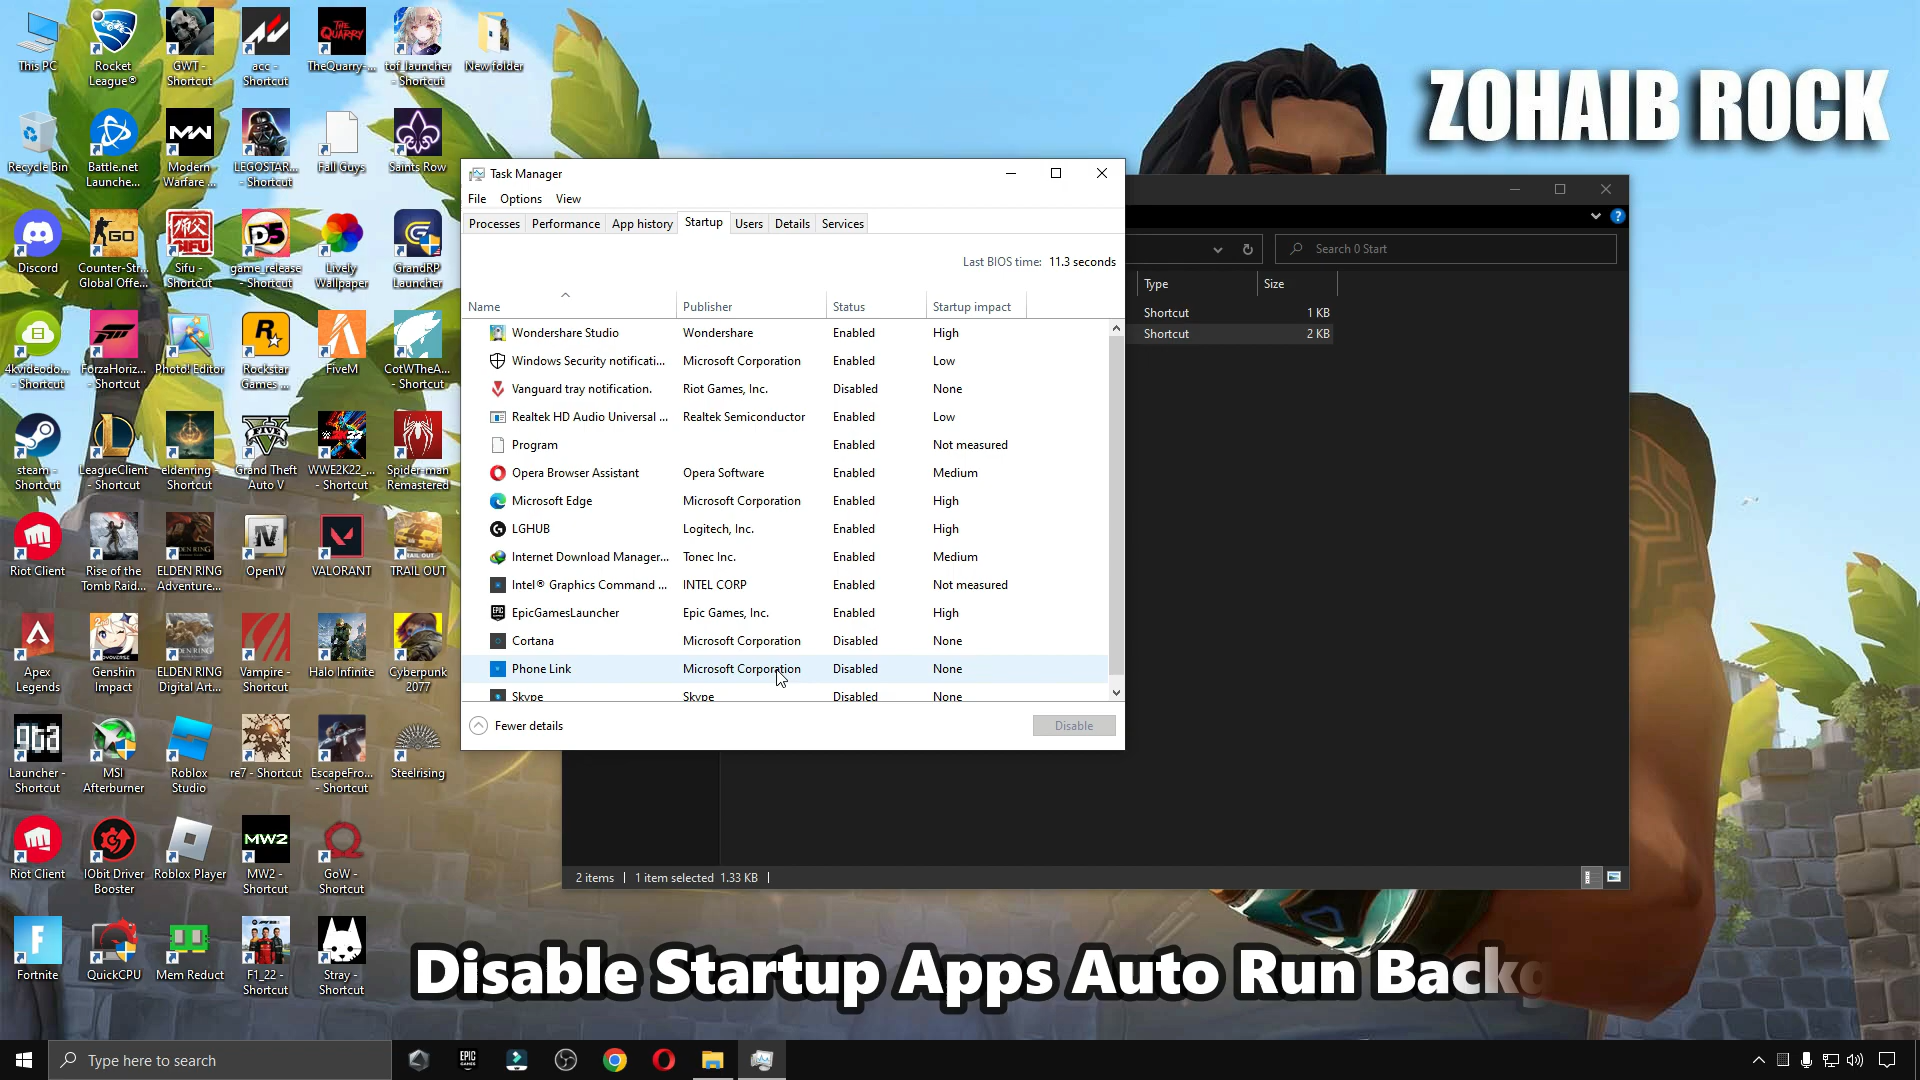 This PC
Rocket
League®
GWT -
Shortcut
acc -
Shortcut
THE
QUARRY
TheQuarry-...
tof_launcher
- Shortcut
New folder
ZOHAIB ROCK
Recycle Bin
Battle.net
Launche...
MW
Modern
Warfare ...
LEGOSTAR...
- Shortcut
Fall Guys
Saints Row
Discord
GO
Counter-Str...
Global Offe...
Sifu -
Shortcut
D5
game_release
- Shortcut
Lively
Wallpaper
GrandRP
Launcher
4kvideodo...
- Shortcut
ForzaHoriz...
- Shortcut
Photo! Editor
Rockstar
Games ...
FiveM
CotWTheA...
- Shortcut
steam -
Shortcut
LeagueClient
- Shortcut
eldenring -
Shortcut
Grand Theft
Auto V
WWE2K22_...
- Shortcut
Spider-man
Remastered
Riot Client
Rise of the
Tomb Raid...
ELDEN RING
Adventure...
OpenIV
VALORANT
TRAIL OUT
Apex
Legends
Genshin
Impact
ELDEN RING
Digital Art...
Vampire -
Shortcut
Halo Infinite
Cyberpunk
2077
gta
Launcher -
Shortcut
MSI
Afterburner
Roblox
Studio
re7 - Shortcut
EscapeFro...
- Shortcut
Steelrising
Riot Client
IObit Driver
Booster
Roblox Player
MW2
MW2 -
Shortcut
GoW -
Shortcut
Fortnite
QuickCPU
Mem Reduct
F1_22 -
Shortcut
Stray -
Shortcut
Task Manager
File Options View
Processes Performance App history Startup Users Details Services
Last BIOS time: 11.3 seconds
Name Publisher Status Startup impact
Wondershare Studio Wondershare Enabled High
Windows Security notificati... Microsoft Corporation Enabled Low
Vanguard tray notification. Riot Games, Inc. Disabled None
Realtek HD Audio Universal ... Realtek Semiconductor Enabled Low
Program Enabled Not measured
Opera Browser Assistant Opera Software Enabled Medium
Microsoft Edge Microsoft Corporation Enabled High
LGHUB Logitech, Inc. Enabled High
Internet Download Manager... Tonec Inc. Enabled Medium
Intel® Graphics Command ... INTEL CORP Enabled Not measured
EpicGamesLauncher Epic Games, Inc. Enabled High
Cortana Microsoft Corporation Disabled None
Phone Link Microsoft Corporation Disabled None
Skype Skype Disabled None
Fewer details Disable
Search 0 Start
Type Size
Shortcut 1 KB
Shortcut 2 KB
2 items 1 item selected 1.33 KB
Disable Startup Apps Auto Run Backg
Type here to search